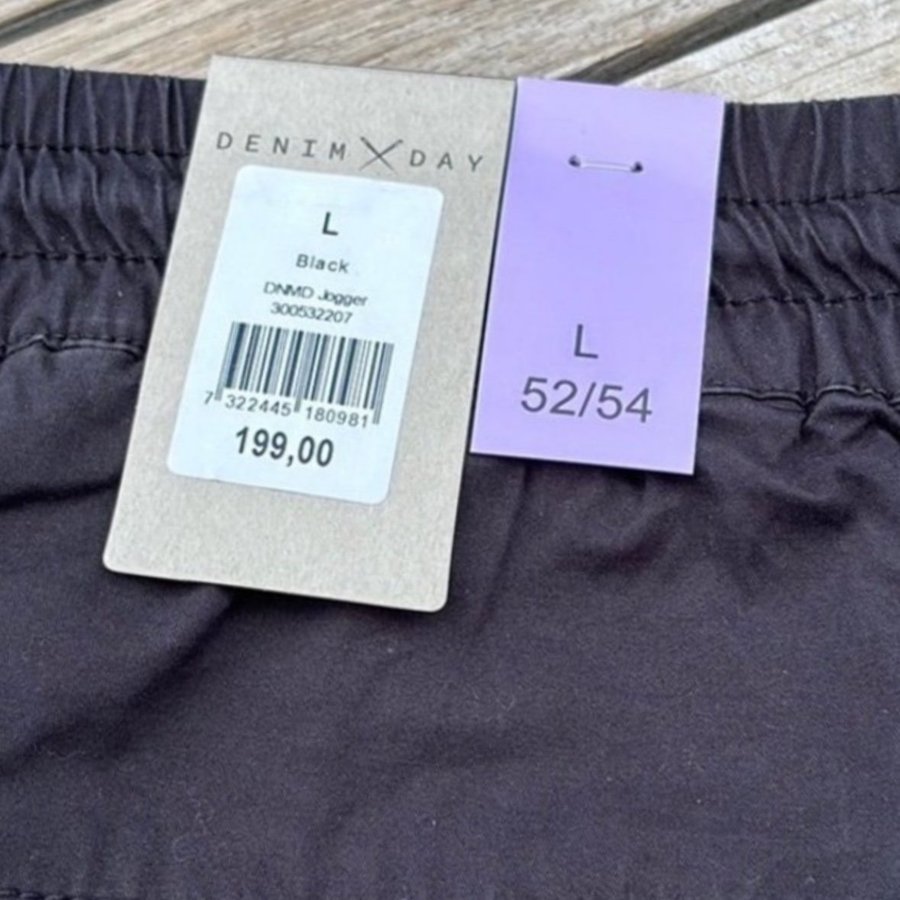 DENIM DAY
L
Black
DNMD Jogger
300532207
7 322445 180981
199,00
L
52/54